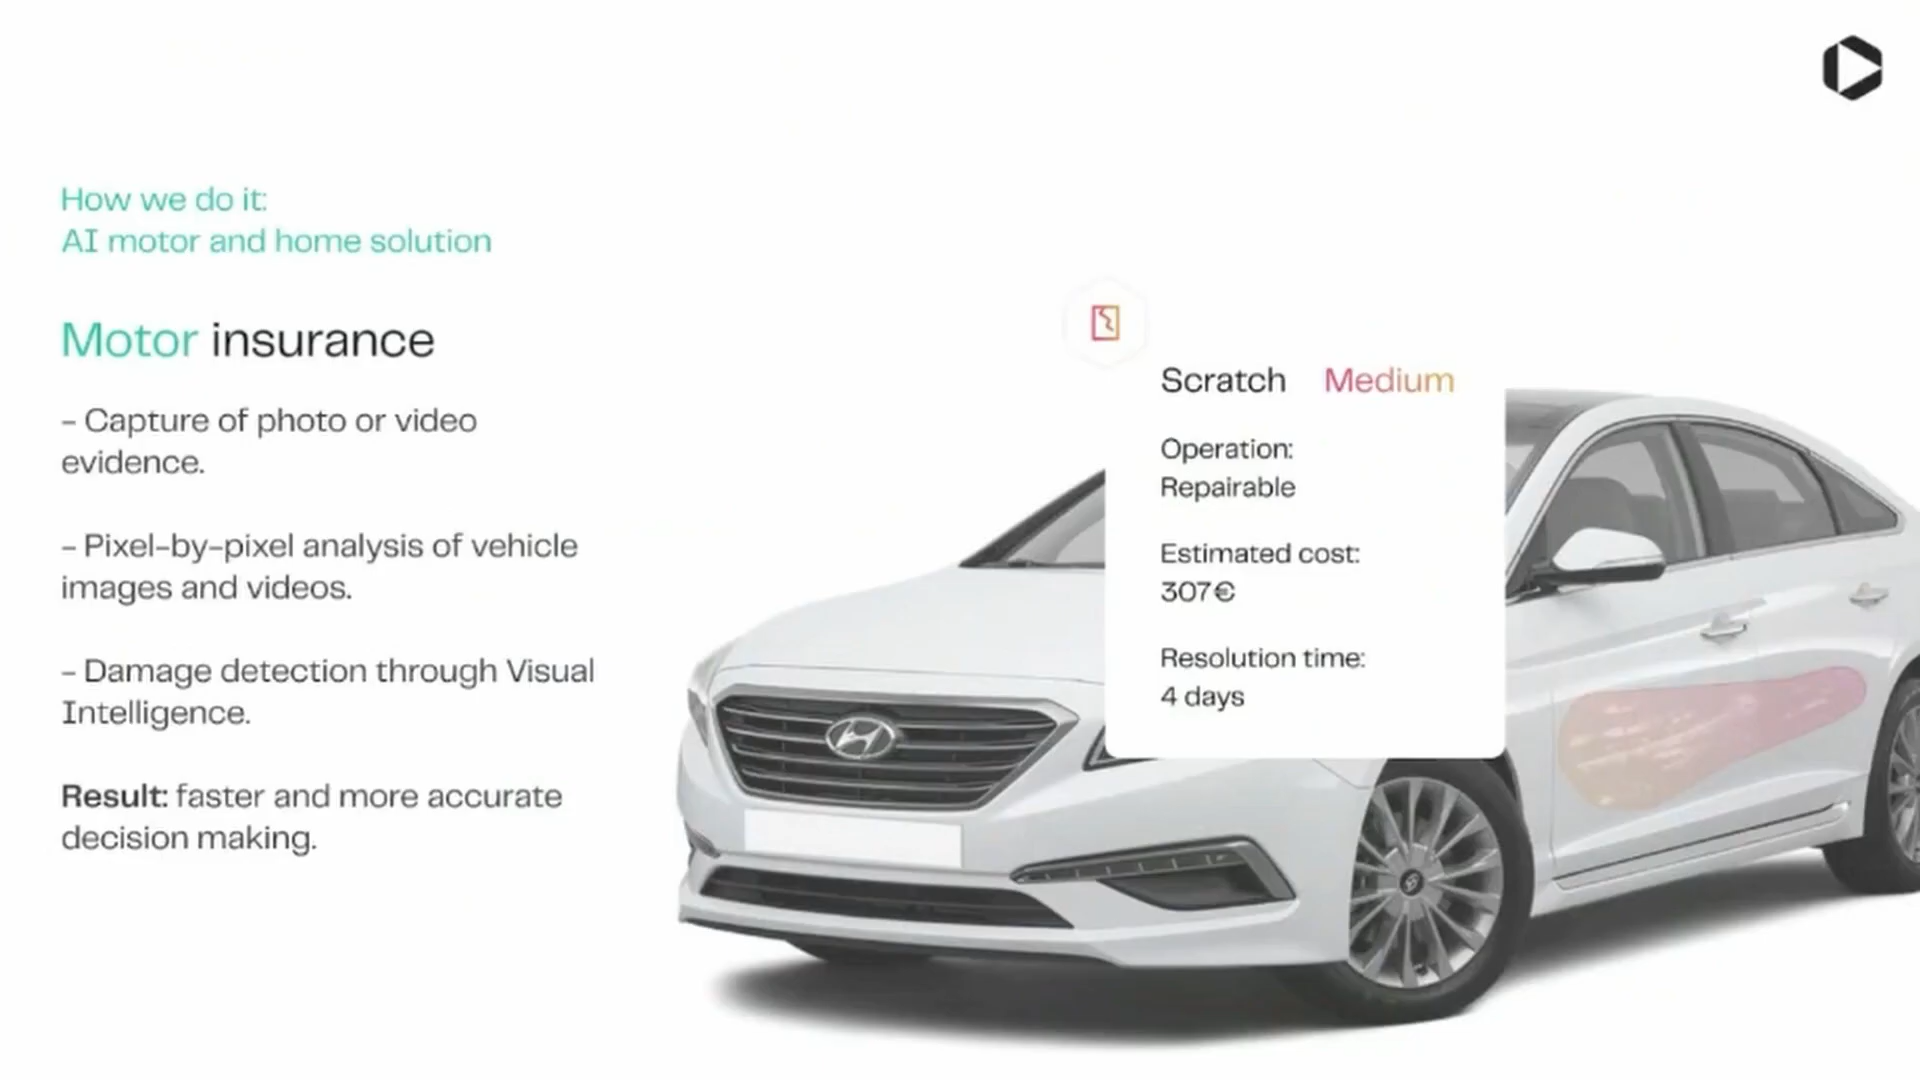 How we do it:
AI motor and home solution
Motor insurance
- Capture of photo or video
evidence.
- Pixel-by-pixel analysis of vehicle
images and videos.
- Damage detection through Visual
Intelligence.
Result: faster and more accurate
decision making.
Scratch Medium
Operation:
Repairable
Estimated cost:
307€
Resolution time:
4 days